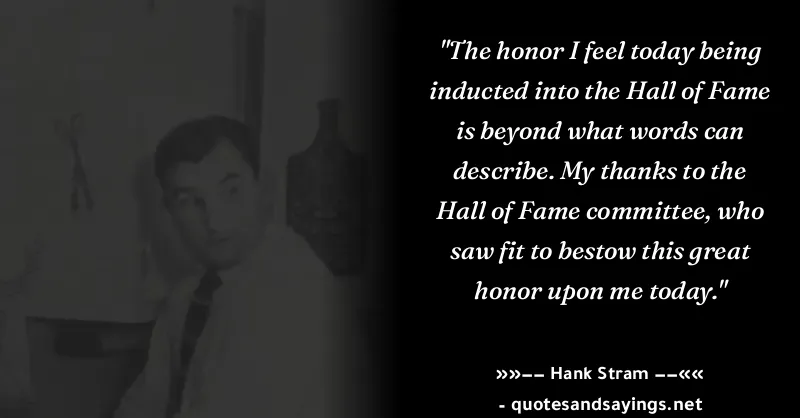 "The honor I feel today being
inducted into the Hall of Fame
is beyond what words can
describe. My thanks to the
Hall of Fame committee, who
saw fit to bestow this great
honor upon me today."
»»−− Hank Stram −−««
- quotesandsayings.net